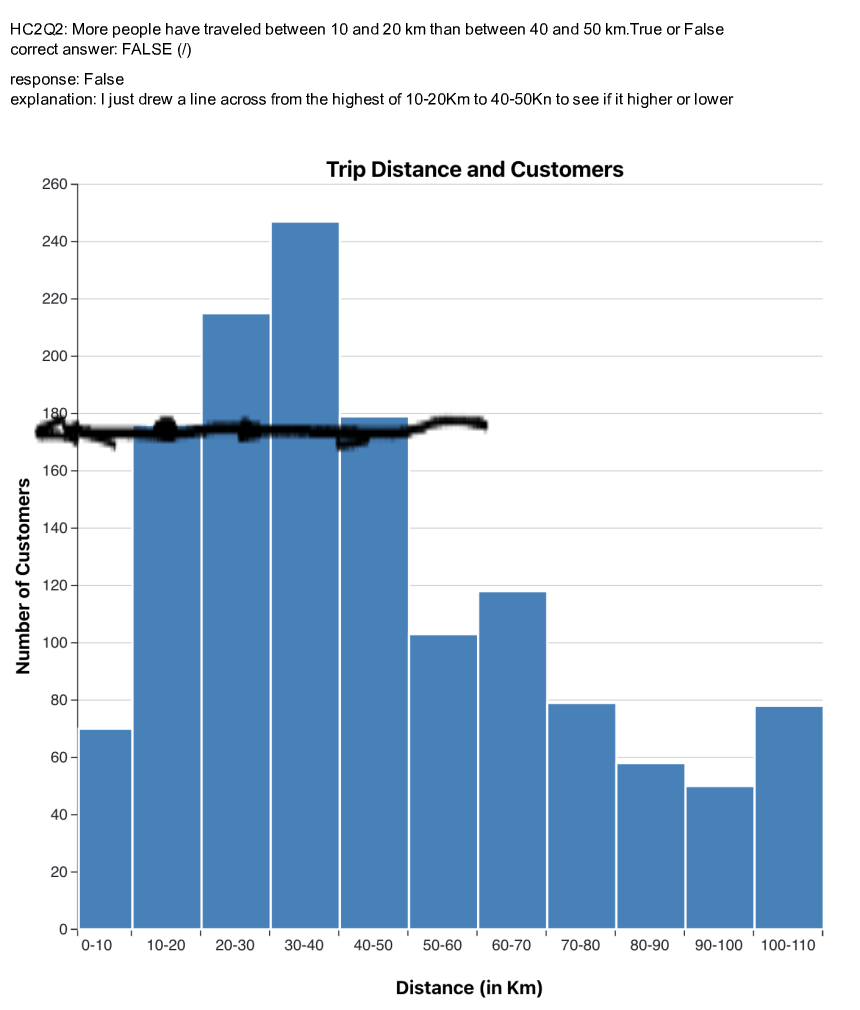 HC2Q2: More people have traveled between 10 and 20 km than between 40 and 50 km.True or False
correct answer: FALSE (/)
response: False
explanation: I just drew a line across from the highest of 10-20Km to 40-50Kn to see if it higher or lower
Trip Distance and Customers
260
240
220
200
180
160
140
120
100
80
60
40
20
0
Number of Customers
0-10 10-20 20-30 30-40 40-50 50-60 60-70 70-80 80-90 90-100 100-110
Distance (in Km)